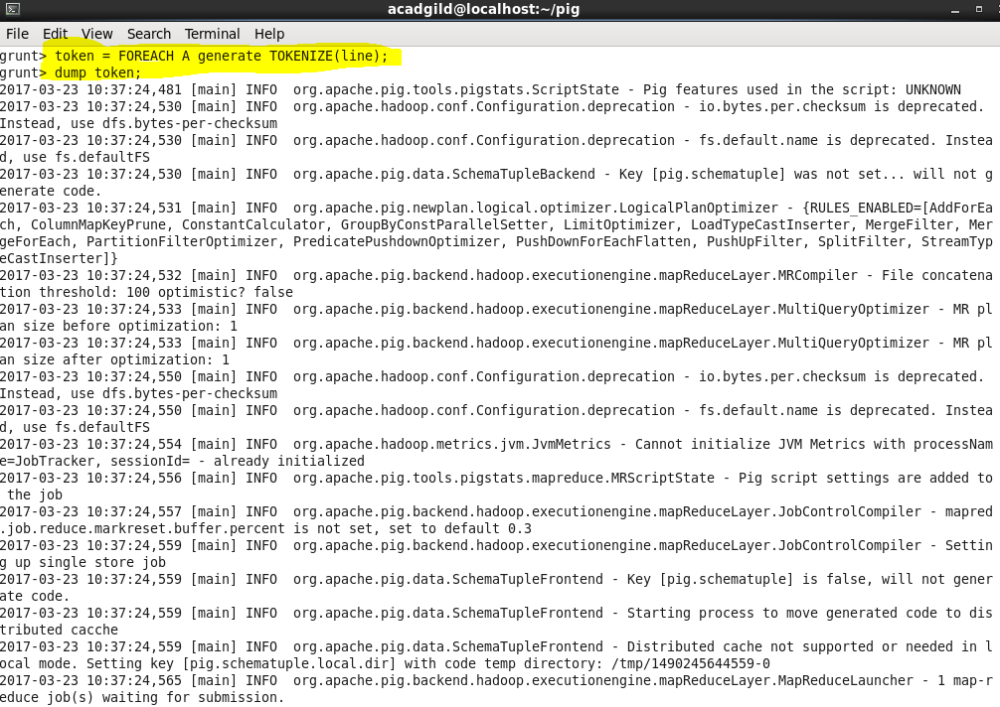 acadgild@localhost:~/pig
File Edit View Search Terminal Help
grunt> token = FOREACH A generate TOKENIZE(line);
grunt> dump token;
2017-03-23 10:37:24,481 [main] INFO  org.apache.pig.tools.pigstats.ScriptState - Pig features used in the script: UNKNOWN
2017-03-23 10:37:24,530 [main] INFO  org.apache.hadoop.conf.Configuration.deprecation - io.bytes.per.checksum is deprecated.
Instead, use dfs.bytes-per-checksum
2017-03-23 10:37:24,530 [main] INFO  org.apache.hadoop.conf.Configuration.deprecation - fs.default.name is deprecated. Instea
d, use fs.defaultFS
2017-03-23 10:37:24,530 [main] INFO  org.apache.pig.data.SchemaTupleBackend - Key [pig.schematuple] was not set... will not g
enerate code.
2017-03-23 10:37:24,531 [main] INFO  org.apache.pig.newplan.logical.optimizer.LogicalPlanOptimizer - {RULES_ENABLED=[AddForEa
ch, ColumnMapKeyPrune, ConstantCalculator, GroupByConstParallelSetter, LimitOptimizer, LoadTypeCastInserter, MergeFilter, Mer
geForEach, PartitionFilterOptimizer, PredicatePushdownOptimizer, PushDownForEachFlatten, PushUpFilter, SplitFilter, StreamTyp
eCastInserter]}
2017-03-23 10:37:24,532 [main] INFO  org.apache.pig.backend.hadoop.executionengine.mapReduceLayer.MRCompiler - File concatena
tion threshold: 100 optimistic? false
2017-03-23 10:37:24,533 [main] INFO  org.apache.pig.backend.hadoop.executionengine.mapReduceLayer.MultiQueryOptimizer - MR pl
an size before optimization: 1
2017-03-23 10:37:24,533 [main] INFO  org.apache.pig.backend.hadoop.executionengine.mapReduceLayer.MultiQueryOptimizer - MR pl
an size after optimization: 1
2017-03-23 10:37:24,550 [main] INFO  org.apache.hadoop.conf.Configuration.deprecation - io.bytes.per.checksum is deprecated.
Instead, use dfs.bytes-per-checksum
2017-03-23 10:37:24,550 [main] INFO  org.apache.hadoop.conf.Configuration.deprecation - fs.default.name is deprecated. Instea
d, use fs.defaultFS
2017-03-23 10:37:24,554 [main] INFO  org.apache.hadoop.metrics.jvm.JvmMetrics - Cannot initialize JVM Metrics with processNam
e=JobTracker, sessionId= - already initialized
2017-03-23 10:37:24,556 [main] INFO  org.apache.pig.tools.pigstats.mapreduce.MRScriptState - Pig script settings are added to
 the job
2017-03-23 10:37:24,557 [main] INFO  org.apache.pig.backend.hadoop.executionengine.mapReduceLayer.JobControlCompiler - mapred
.job.reduce.markreset.buffer.percent is not set, set to default 0.3
2017-03-23 10:37:24,559 [main] INFO  org.apache.pig.backend.hadoop.executionengine.mapReduceLayer.JobControlCompiler - Settin
g up single store job
2017-03-23 10:37:24,559 [main] INFO  org.apache.pig.data.SchemaTupleFrontend - Key [pig.schematuple] is false, will not gener
ate code.
2017-03-23 10:37:24,559 [main] INFO  org.apache.pig.data.SchemaTupleFrontend - Starting process to move generated code to dis
tributed cacche
2017-03-23 10:37:24,559 [main] INFO  org.apache.pig.data.SchemaTupleFrontend - Distributed cache not supported or needed in l
ocal mode. Setting key [pig.schematuple.local.dir] with code temp directory: /tmp/1490245644559-0
2017-03-23 10:37:24,565 [main] INFO  org.apache.pig.backend.hadoop.executionengine.mapReduceLayer.MapReduceLauncher - 1 map-r
educe job(s) waiting for submission.